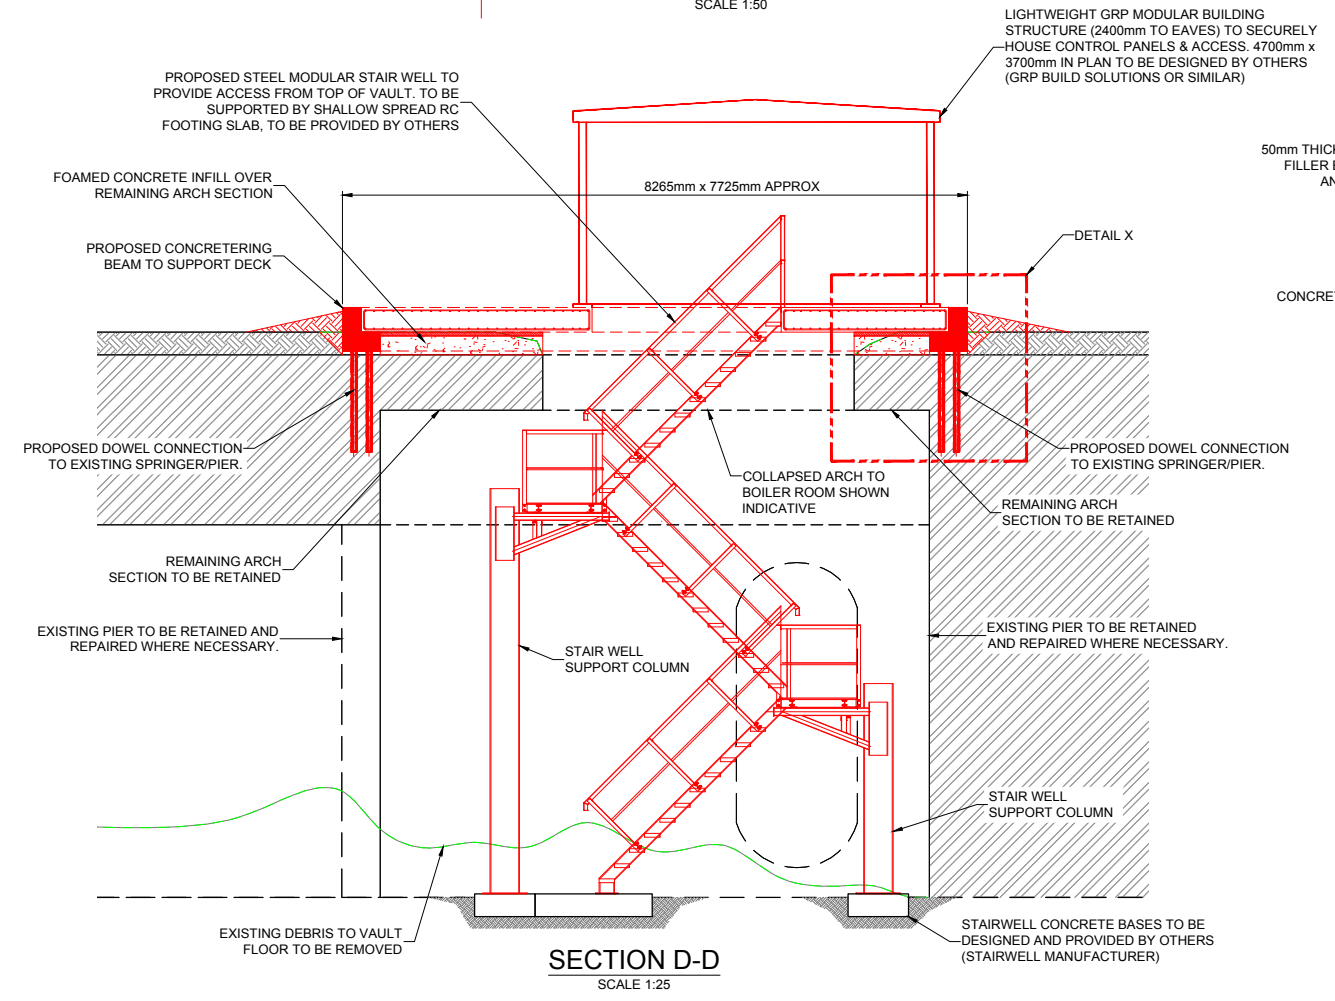 SCALE 1:50
LIGHTWEIGHT GRP MODULAR BUILDING
STRUCTURE (2400mm TO EAVES) TO SECURELY
HOUSE CONTROL PANELS & ACCESS. 4700mm x
3700mm IN PLAN TO BE DESIGNED BY OTHERS
(GRP BUILD SOLUTIONS OR SIMILAR)
PROPOSED STEEL MODULAR STAIR WELL TO
PROVIDE ACCESS FROM TOP OF VAULT. TO BE
SUPPORTED BY SHALLOW SPREAD RC
FOOTING SLAB, TO BE PROVIDED BY OTHERS
50mm THICK
FILLER
AN
FOAMED CONCRETE INFILL OVER
REMAINING ARCH SECTION
8265mm x 7725mm APPROX
PROPOSED CONCRETERING
BEAM TO SUPPORT DECK
DETAIL X
CONCRET
PROPOSED DOWEL CONNECTION
TO EXISTING SPRINGER/PIER.
PROPOSED DOWEL CONNECTION
TO EXISTING SPRINGER/PIER.
COLLAPSED ARCH TO
BOILER ROOM SHOWN
INDICATIVE
REMAINING ARCH
SECTION TO BE RETAINED
REMAINING ARCH
SECTION TO BE RETAINED
EXISTING PIER TO BE RETAINED AND
REPAIRED WHERE NECESSARY.
EXISTING PIER TO BE RETAINED
AND REPAIRED WHERE NECESSARY.
STAIR WELL
SUPPORT COLUMN
STAIR WELL
SUPPORT COLUMN
EXISTING DEBRIS TO VAULT
FLOOR TO BE REMOVED
STAIRWELL CONCRETE BASES TO BE
DESIGNED AND PROVIDED BY OTHERS
(STAIRWELL MANUFACTURER)
SECTION D-D
SCALE 1:25